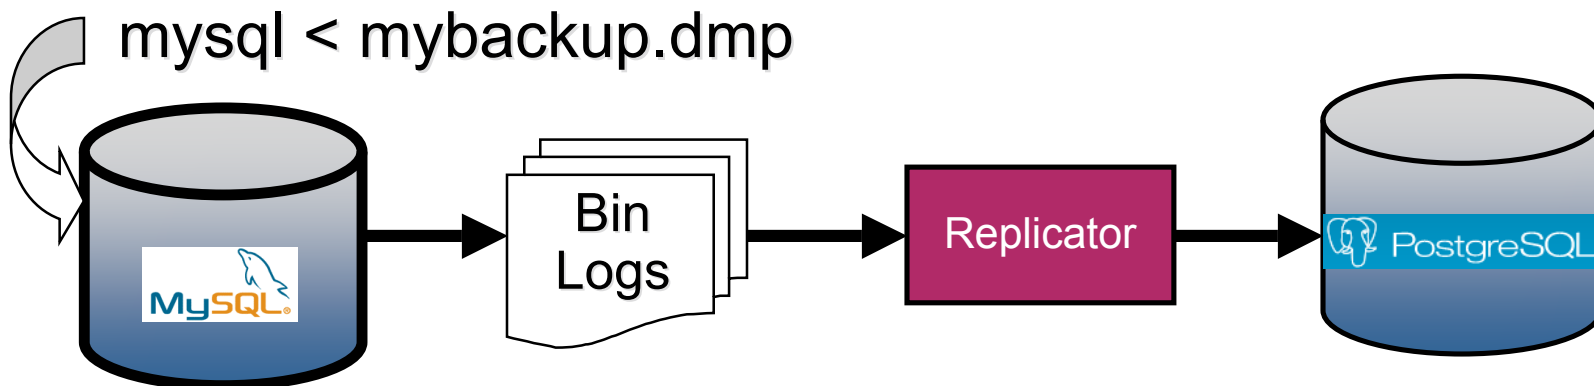 mysql < mybackup.dmp
Bin
Logs
Replicator
MySQL®
PostgreSQL